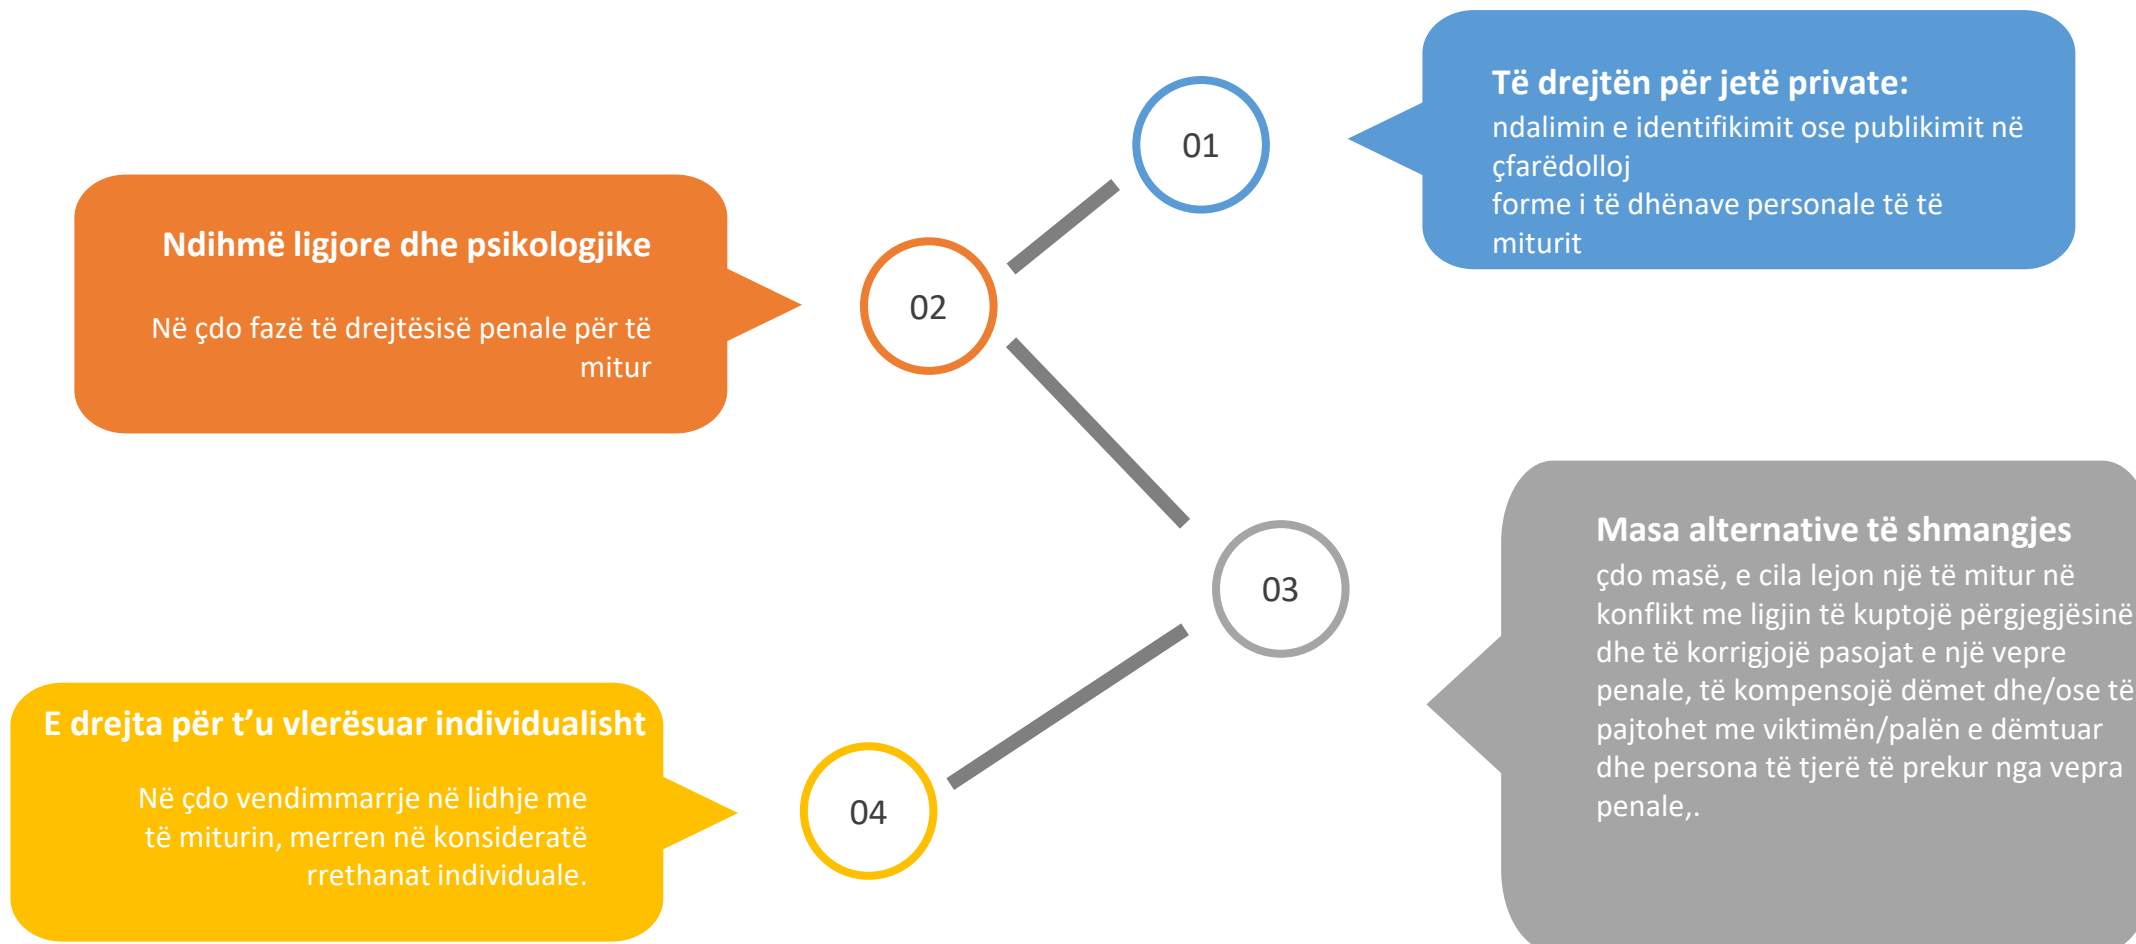 01
Të drejtën për jetë private:
ndalimin e identifikimit ose publikimit në
çfarëdolloj
forme i të dhënave personale të të
miturit
02
Ndihmë ligjore dhe psikologjike
Në çdo fazë të drejtësisë penale për të
mitur
03
Masa alternative të shmangjes
çdo masë, e cila lejon një të mitur në
konflikt me ligjin të kuptojë përgjegjësinë
dhe të korrigjojë pasojat e një vepre
penale, të kompensojë dëmet dhe/ose të
pajtohet me viktimën/palën e dëmtuar
dhe persona të tjerë të prekur nga vepra
penale,.
04
E drejta për t’u vlerësuar individualisht
Në çdo vendimmarrje në lidhje me
të miturin, merren në konsideratë
rrethanat individuale.